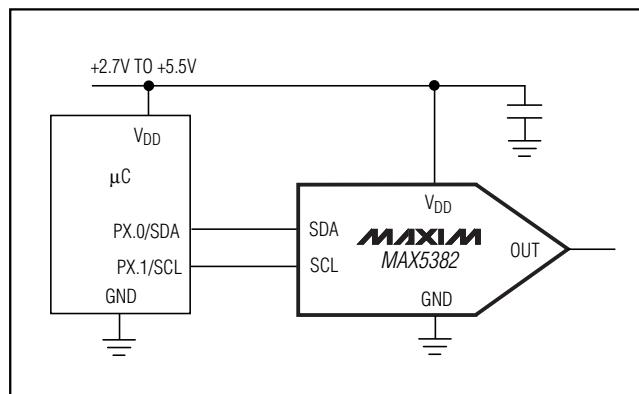 +2.7V TO +5.5V
VDD
µC
PX.0/SDA
PX.1/SCL
GND
VDD
SDA
MAXIM
MAX5382
SCL
OUT
GND